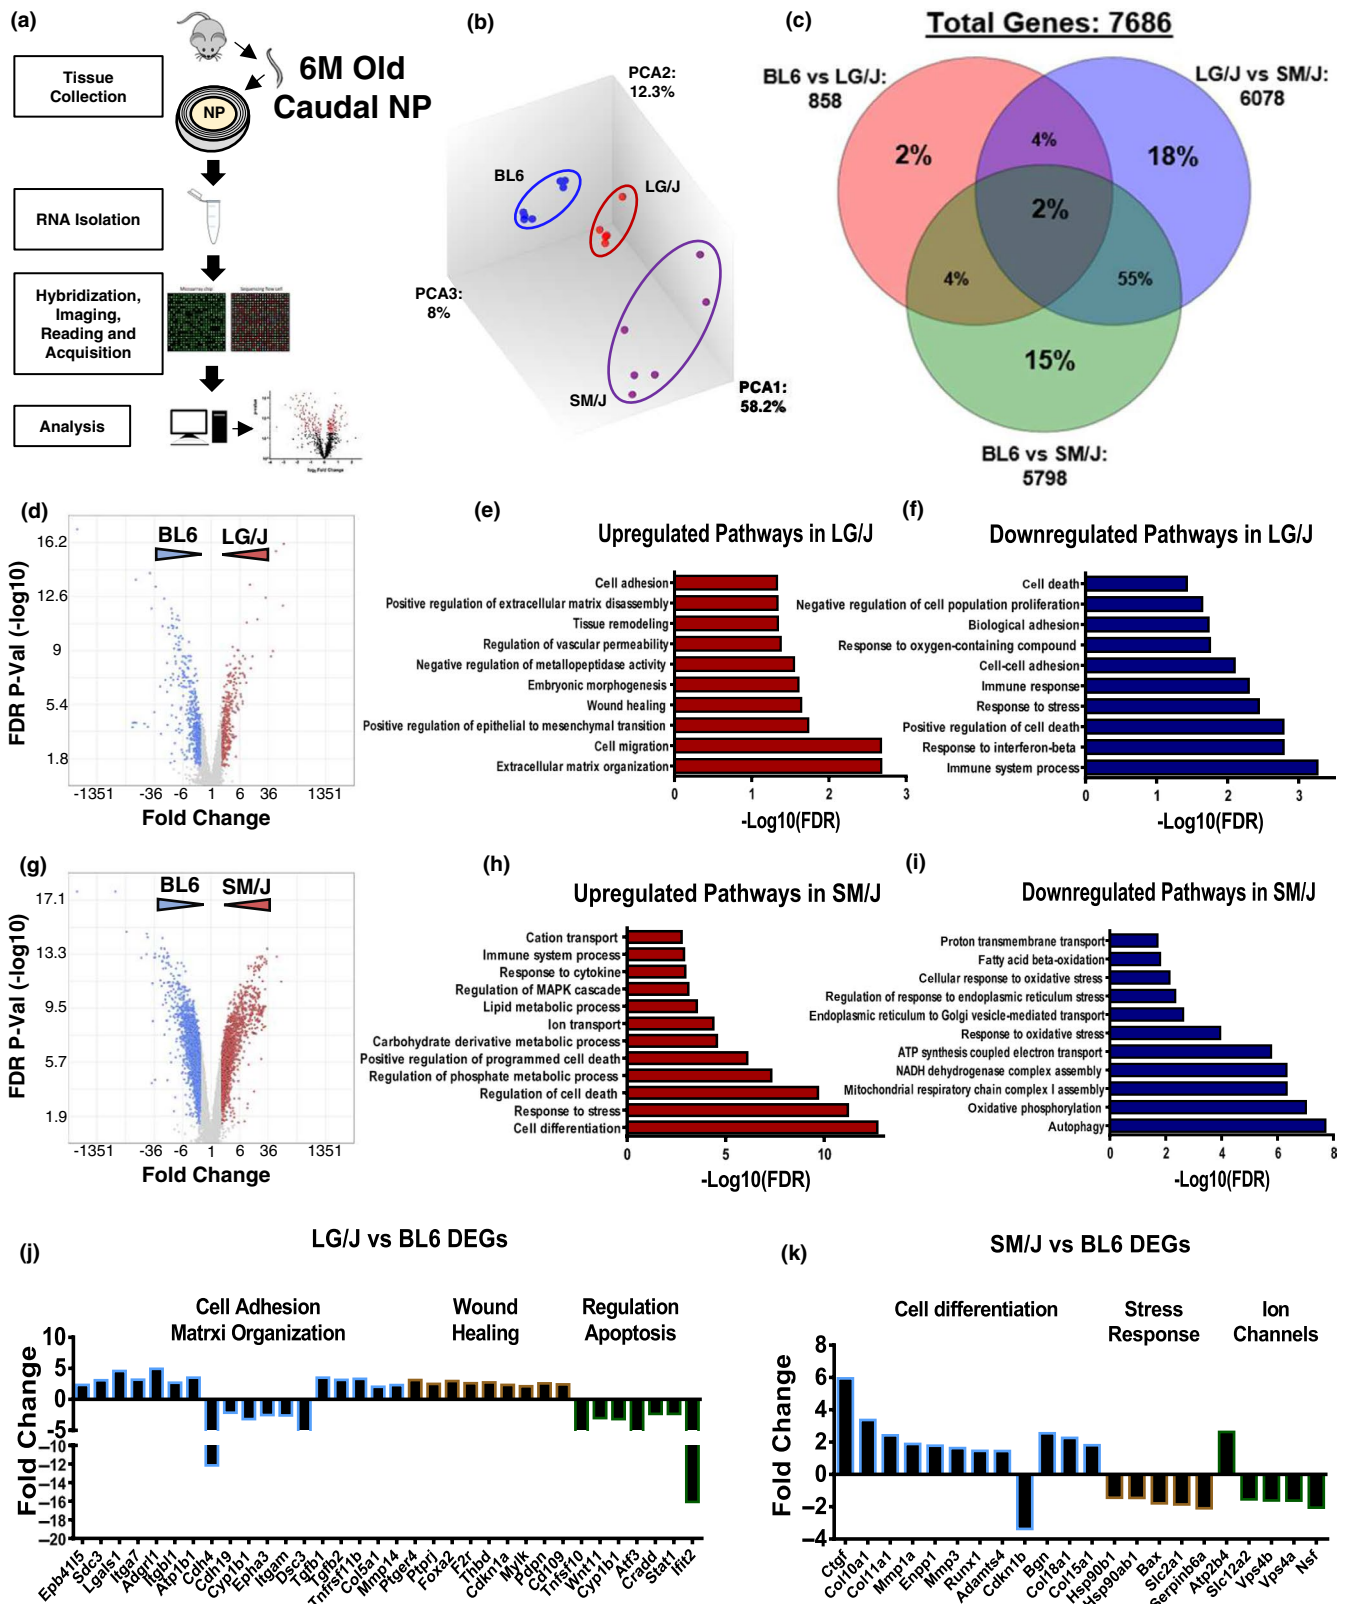 (a)
Tissue
Collection
6M Old
Caudal NP
NP
RNA Isolation
Hybridization,
Imaging,
Reading and
Acquisition
Microarray chip
Sequencing flow cell
Analysis
p-value
log2 Fold Change
(b)
PCA2:
12.3%
BL6
LG/J
PCA3:
8%
SM/J
PCA1:
58.2%
(c)
Total Genes: 7686
BL6 vs LG/J:
858
LG/J vs SM/J:
6078
2%
4%
18%
2%
4%
55%
15%
BL6 vs SM/J:
5798
(d)
BL6
LG/J
FDR P-Val (-log10)
16.2
12.6
9
5.4
1.8
-1351 -36 -6 1 6 36 1351
Fold Change
(e)
Upregulated Pathways in LG/J
Cell adhesion
Positive regulation of extracellular matrix disassembly
Tissue remodeling
Regulation of vascular permeability
Negative regulation of metallopeptidase activity
Embryonic morphogenesis
Wound healing
Positive regulation of epithelial to mesenchymal transition
Cell migration
Extracellular matrix organization
0 1 2 3
-Log10(FDR)
(f)
Downregulated Pathways in LG/J
Cell death
Negative regulation of cell population proliferation
Biological adhesion
Response to oxygen-containing compound
Cell-cell adhesion
Immune response
Response to stress
Positive regulation of cell death
Response to interferon-beta
Immune system process
0 1 2 3
-Log10(FDR)
(g)
BL6
SM/J
FDR P-Val (-log10)
17.1
13.3
9.5
5.7
1.9
-1351 -36 -6 1 6 36 1351
Fold Change
(h)
Upregulated Pathways in SM/J
Cation transport
Immune system process
Response to cytokine
Regulation of MAPK cascade
Lipid metabolic process
Ion transport
Carbohydrate derivative metabolic process
Positive regulation of programmed cell death
Regulation of phosphate metabolic process
Regulation of cell death
Response to stress
Cell differentiation
0 5 10
-Log10(FDR)
(i)
Downregulated Pathways in SM/J
Proton transmembrane transport
Fatty acid beta-oxidation
Cellular response to oxidative stress
Regulation of response to endoplasmic reticulum stress
Endoplasmic reticulum to Golgi vesicle-mediated transport
Response to oxidative stress
ATP synthesis coupled electron transport
NADH dehydrogenase complex assembly
Mitochondrial respiratory chain complex I assembly
Oxidative phosphorylation
Autophagy
0 2 4 6 8
-Log10(FDR)
(j)
LG/J vs BL6 DEGs
Cell Adhesion
Matrxi Organization
Wound
Healing
Regulation
Apoptosis
Fold Change
Fold Change
10
5
0
-5
–10
–12
–14
–16
–18
–20
Epb41l5 Sdc3 Lgals1 Itga7 Adgrl1 Itgbl1 Atp1b1 Cdh4 Cdh19 Cyp1b1 Epha3 Itgam Dsc3 Tgfb1 Tgfb2 Tnfrsf11b Col5a1 Mmp14 Ptger4 Ptprj Foxa2 F2r Thbd Cdkn1a Mylk Pdpn Cd109 Tnfsf10 Wnt11 Cyp1b1 Atf3 Cradd Stat1 Ifit2
(k)
SM/J vs BL6 DEGs
Cell differentiation
Stress
Response
Ion
Channels
Fold Change
8
6
4
2
0
–2
–4
Ctgf Col10a1 Col11a1 Mmp1a Enpp1 Mmp3 Runx1 Adamts4 Cdkn1b Bgn Col18a1 Col15a1 Hsp90b1 Hsp90ab1 Bax Slc2a1 Serpinb6a Atp2b4 Slc12a2 Vps4b Vps4a Nsf